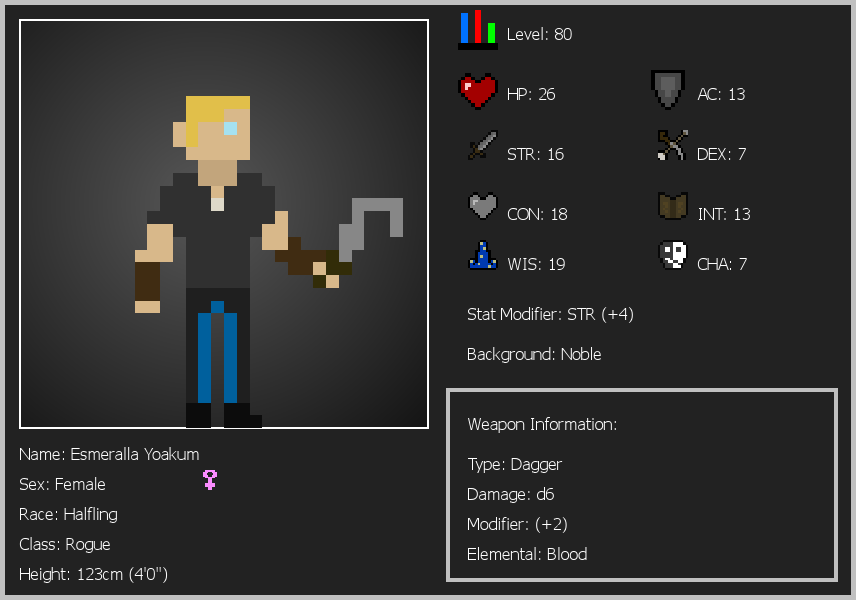 Level: 80
HP: 26
AC: 13
STR: 16
DEX: 7
CON: 18
INT: 13
WIS: 19
CHA: 7
Stat Modifier: STR (+4)
Background: Noble
Weapon Information:
Type: Dagger
Damage: d6
Modifier: (+2)
Elemental: Blood
Name: Esmeralla Yoakum
Sex: Female
Race: Halfling
Class: Rogue
Height: 123cm (4'0")